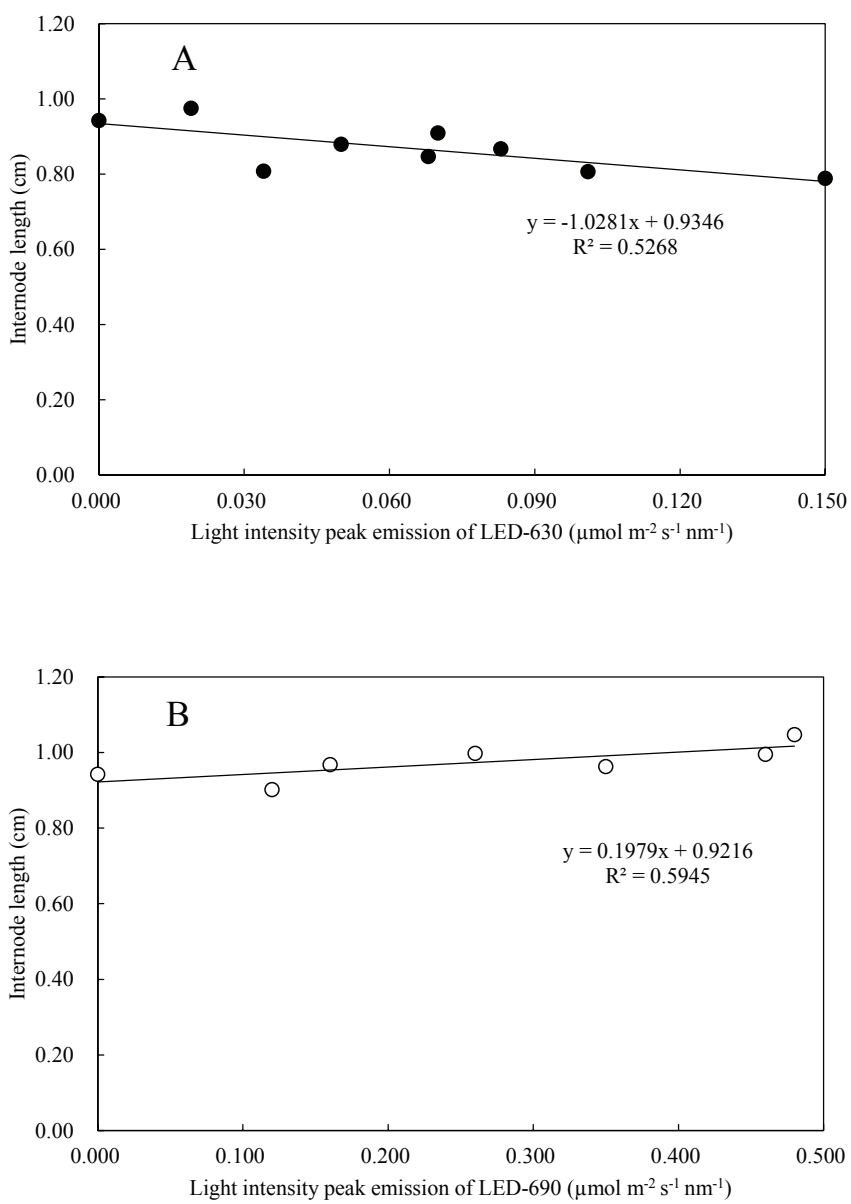 1.20
A
1.00
0.80
y = -1.0281x + 0.9346
R² = 0.5268
0.60
0.40
0.20
0.00
Internode length (cm)
0.000 0.030 0.060 0.090 0.120 0.150
Light intensity peak emission of LED-630 (µmol m⁻² s⁻¹ nm⁻¹)
1.20
B
1.00
0.80
y = 0.1979x + 0.9216
R² = 0.5945
0.60
0.40
0.20
0.00
Internode length (cm)
0.000 0.100 0.200 0.300 0.400 0.500
Light intensity peak emission of LED-690 (µmol m⁻² s⁻¹ nm⁻¹)